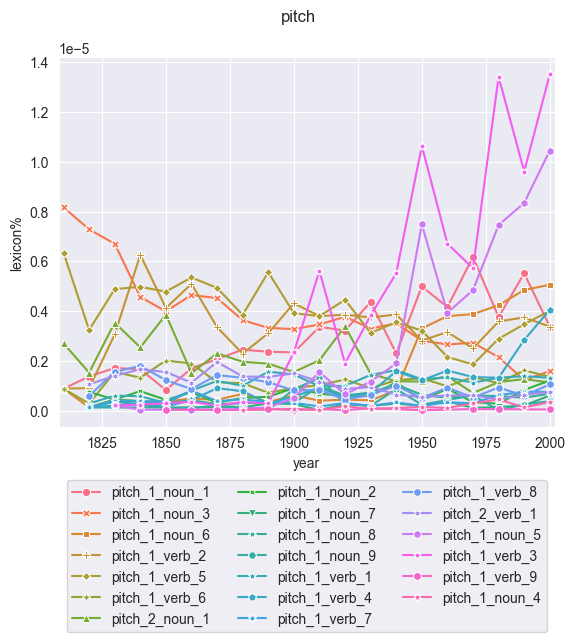 pitch
1e−5
1.4
1.2
1.0
0.8
0.6
0.4
0.2
0.0
lexicon%
1825 1850 1875 1900 1925 1950 1975 2000
year
pitch_1_noun_1 pitch_1_noun_2 pitch_1_verb_8
pitch_1_noun_3 pitch_1_noun_7 pitch_2_verb_1
pitch_1_noun_6 pitch_1_noun_8 pitch_1_noun_5
pitch_1_verb_2 pitch_1_noun_9 pitch_1_verb_3
pitch_1_verb_5 pitch_1_verb_1 pitch_1_verb_9
pitch_1_verb_6 pitch_1_verb_4 pitch_1_noun_4
pitch_2_noun_1 pitch_1_verb_7